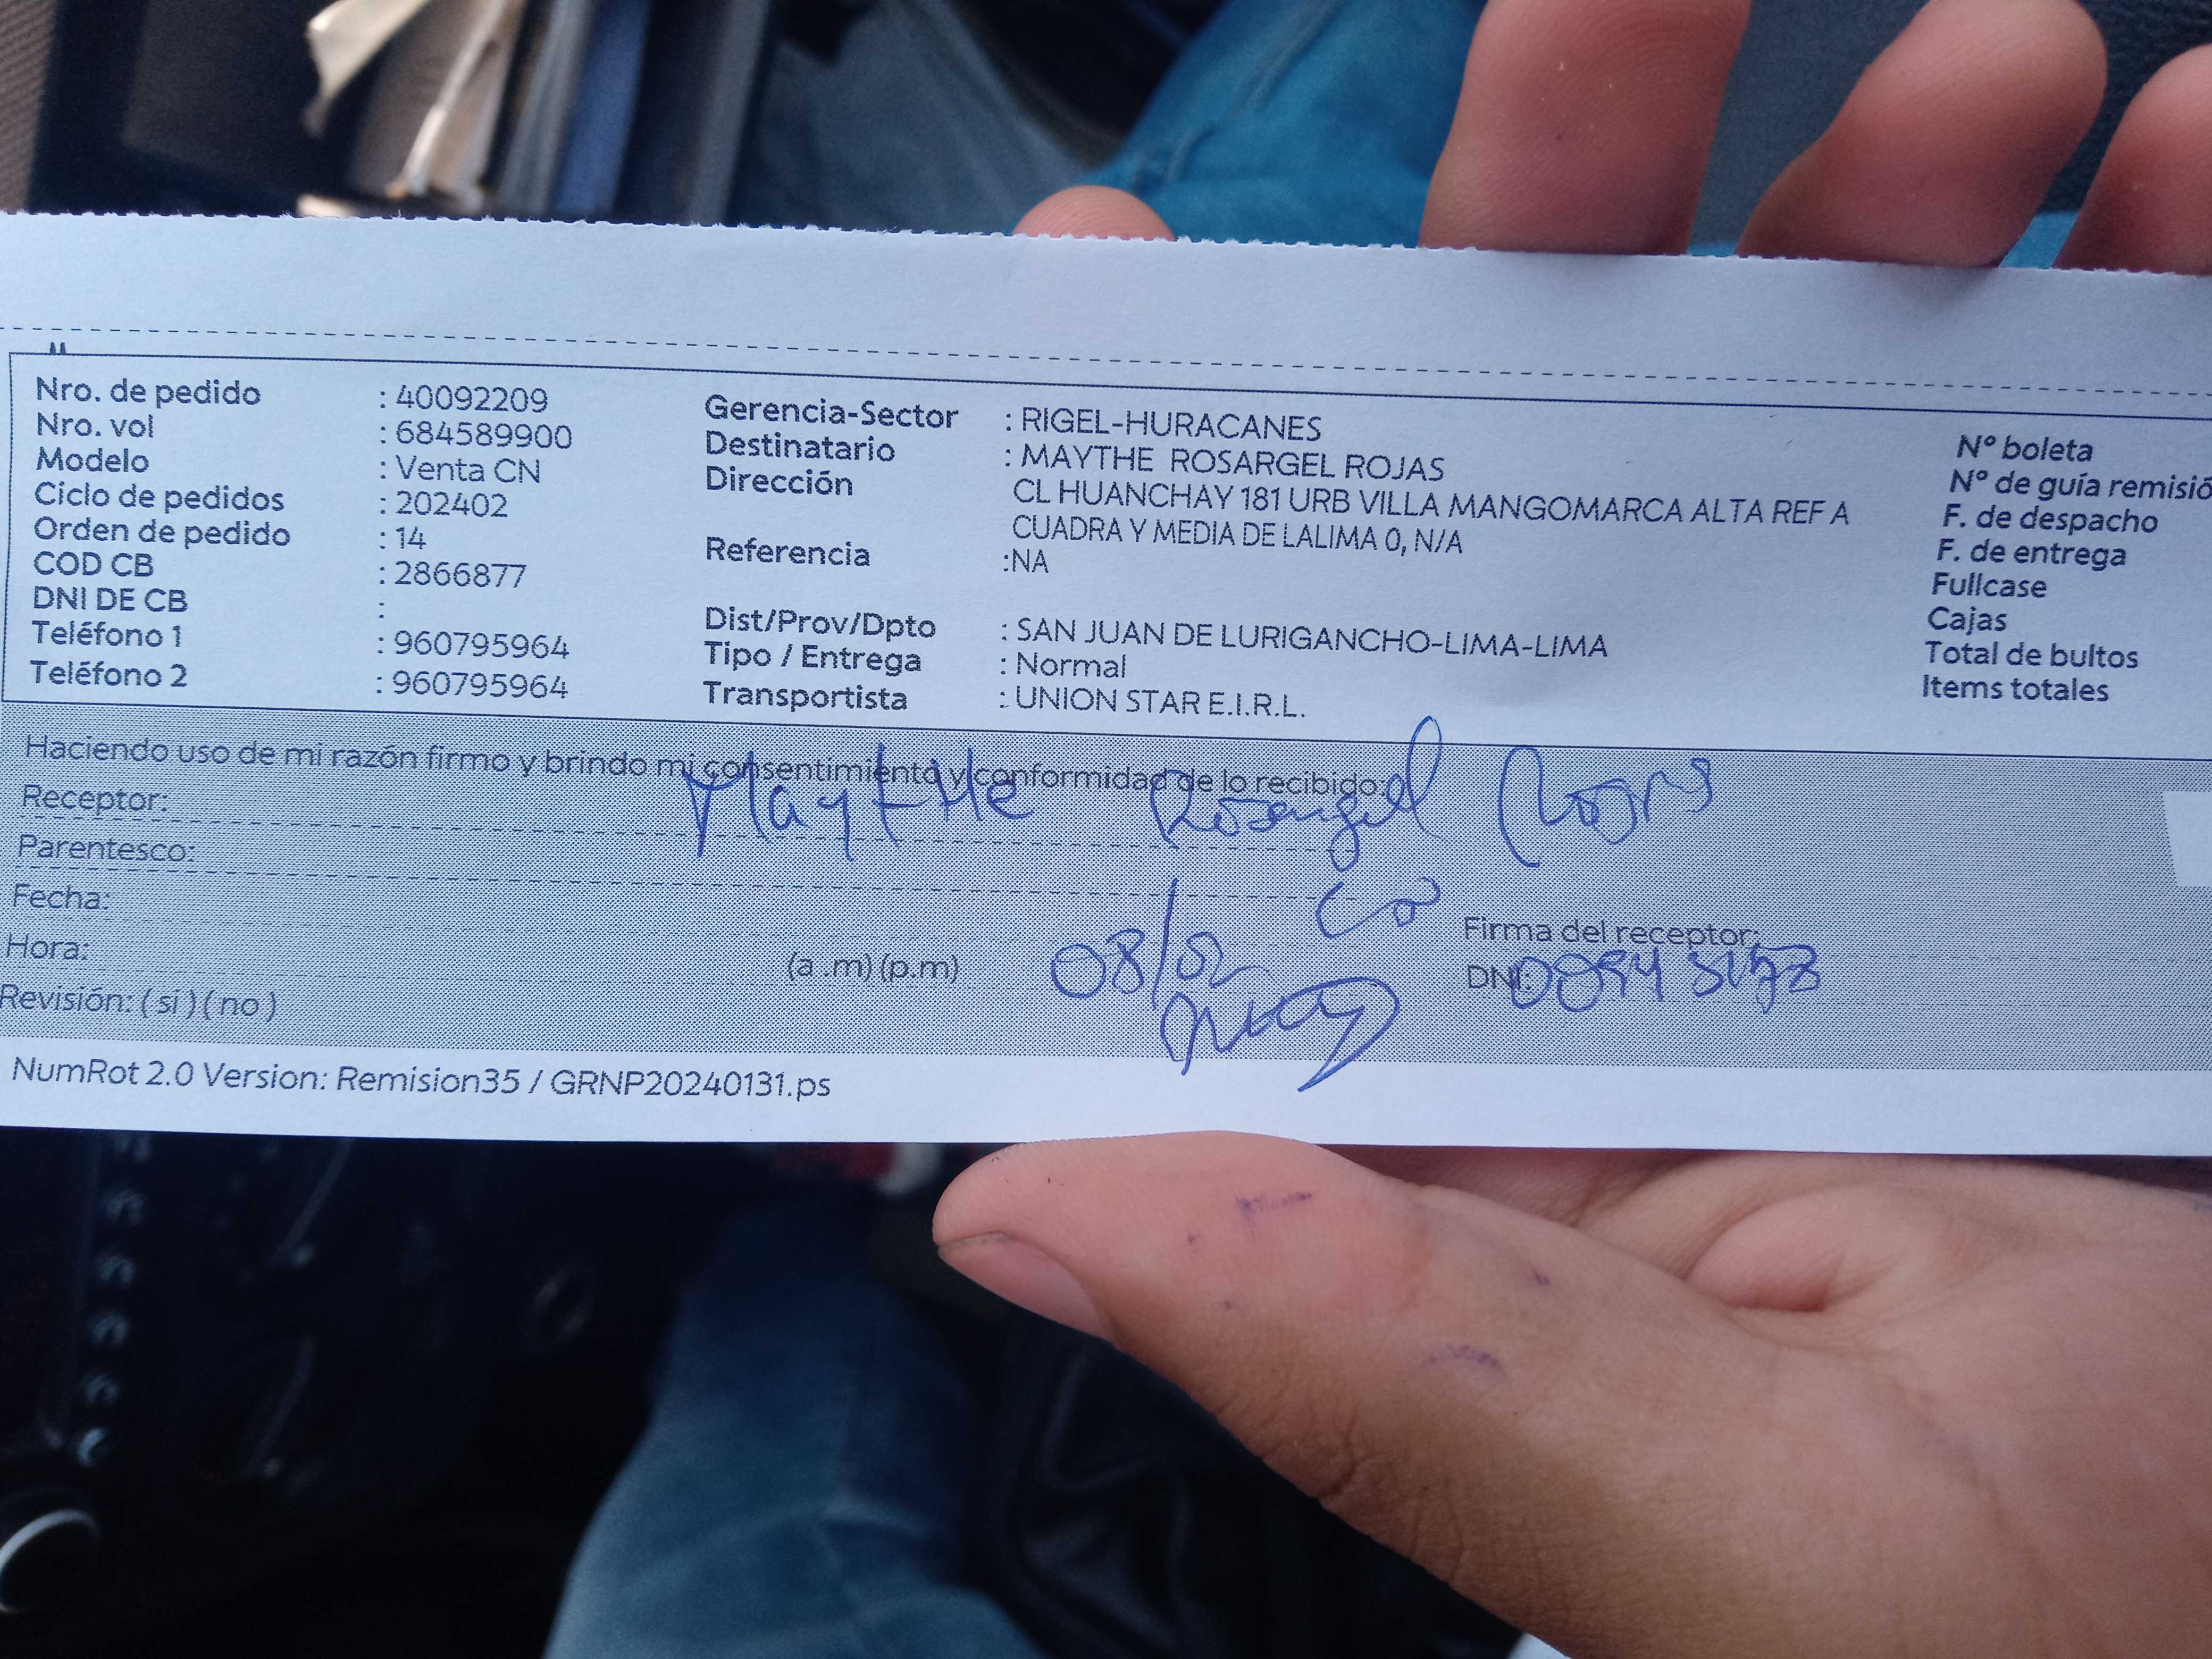 Nro. de pedido : 40092209
Nro. vol : 684589900
Modelo : Venta CN
Ciclo de pedidos : 202402
Orden de pedido : 14
COD CB : 2866877
DNI DE CB :
Teléfono 1 : 960795964
Teléfono 2 : 960795964
Gerencia-Sector : RIGEL-HURACANES
Destinatario : MAYTHE ROSARGEL ROJAS
Dirección CL HUANCHAY 181 URB VILLA MANGOMARCA ALTA REF A
CUADRA Y MEDIA DE LALIMA 0, N/A
Referencia :NA
Dist/Prov/Dpto : SAN JUAN DE LURIGANCHO-LIMA-LIMA
Tipo / Entrega : Normal
Transportista : UNION STAR E.I.R.L.
N° boleta
N° de guía remisió
F. de despacho
F. de entrega
Fullcase
Cajas
Total de bultos
Items totales
Haciendo uso de mi razón firmo y brindo mi consentimiento y conformidad de lo recibido:
Receptor: Maythe Rosargel Rojas
Parentesco:
Fecha:
Hora: (a .m) (p.m) 08/02
Firma del receptor:
DNI:
Revisión: ( si ) ( no )
NumRot 2.0 Version: Remision35 / GRNP20240131.ps